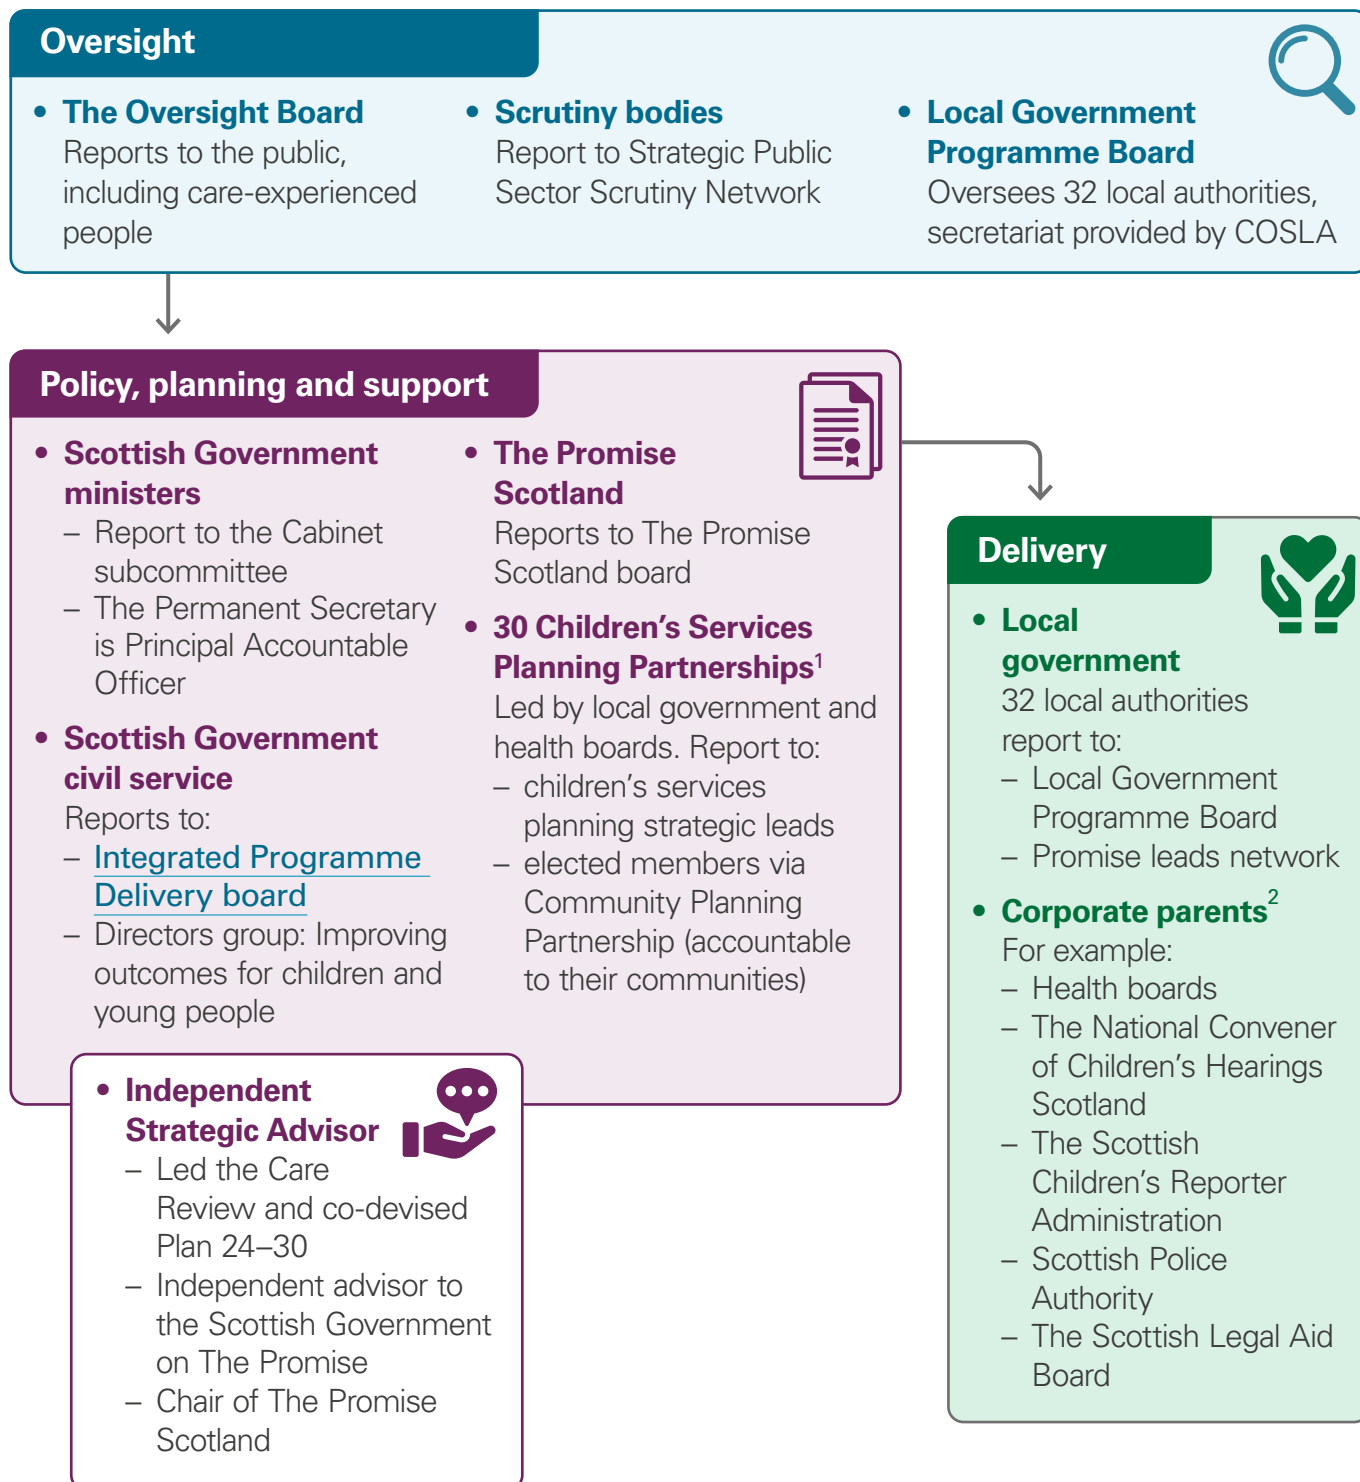 Oversight
• The Oversight Board
Reports to the public,
including care-experienced
people
• Scrutiny bodies
Report to Strategic Public
Sector Scrutiny Network
• Local Government
Programme Board
Oversees 32 local authorities,
secretariat provided by COSLA
Policy, planning and support
• Scottish Government
ministers
– Report to the Cabinet
subcommittee
– The Permanent Secretary
is Principal Accountable
Officer
• Scottish Government
civil service
Reports to:
– Integrated Programme
Delivery board
– Directors group: Improving
outcomes for children and
young people
• The Promise
Scotland
Reports to The Promise
Scotland board
• 30 Children’s Services
Planning Partnerships1
Led by local government and
health boards. Report to:
– children’s services
planning strategic leads
– elected members via
Community Planning
Partnership (accountable
to their communities)
• Independent
Strategic Advisor
– Led the Care
Review and co-devised
Plan 24–30
– Independent advisor to
the Scottish Government
on The Promise
– Chair of The Promise
Scotland
Delivery
• Local
government
32 local authorities
report to:
– Local Government
Programme Board
– Promise leads network
• Corporate parents2
For example:
– Health boards
– The National Convener
of Children’s Hearings
Scotland
– The Scottish
Children’s Reporter
Administration
– Scottish Police
Authority
– The Scottish Legal Aid
Board